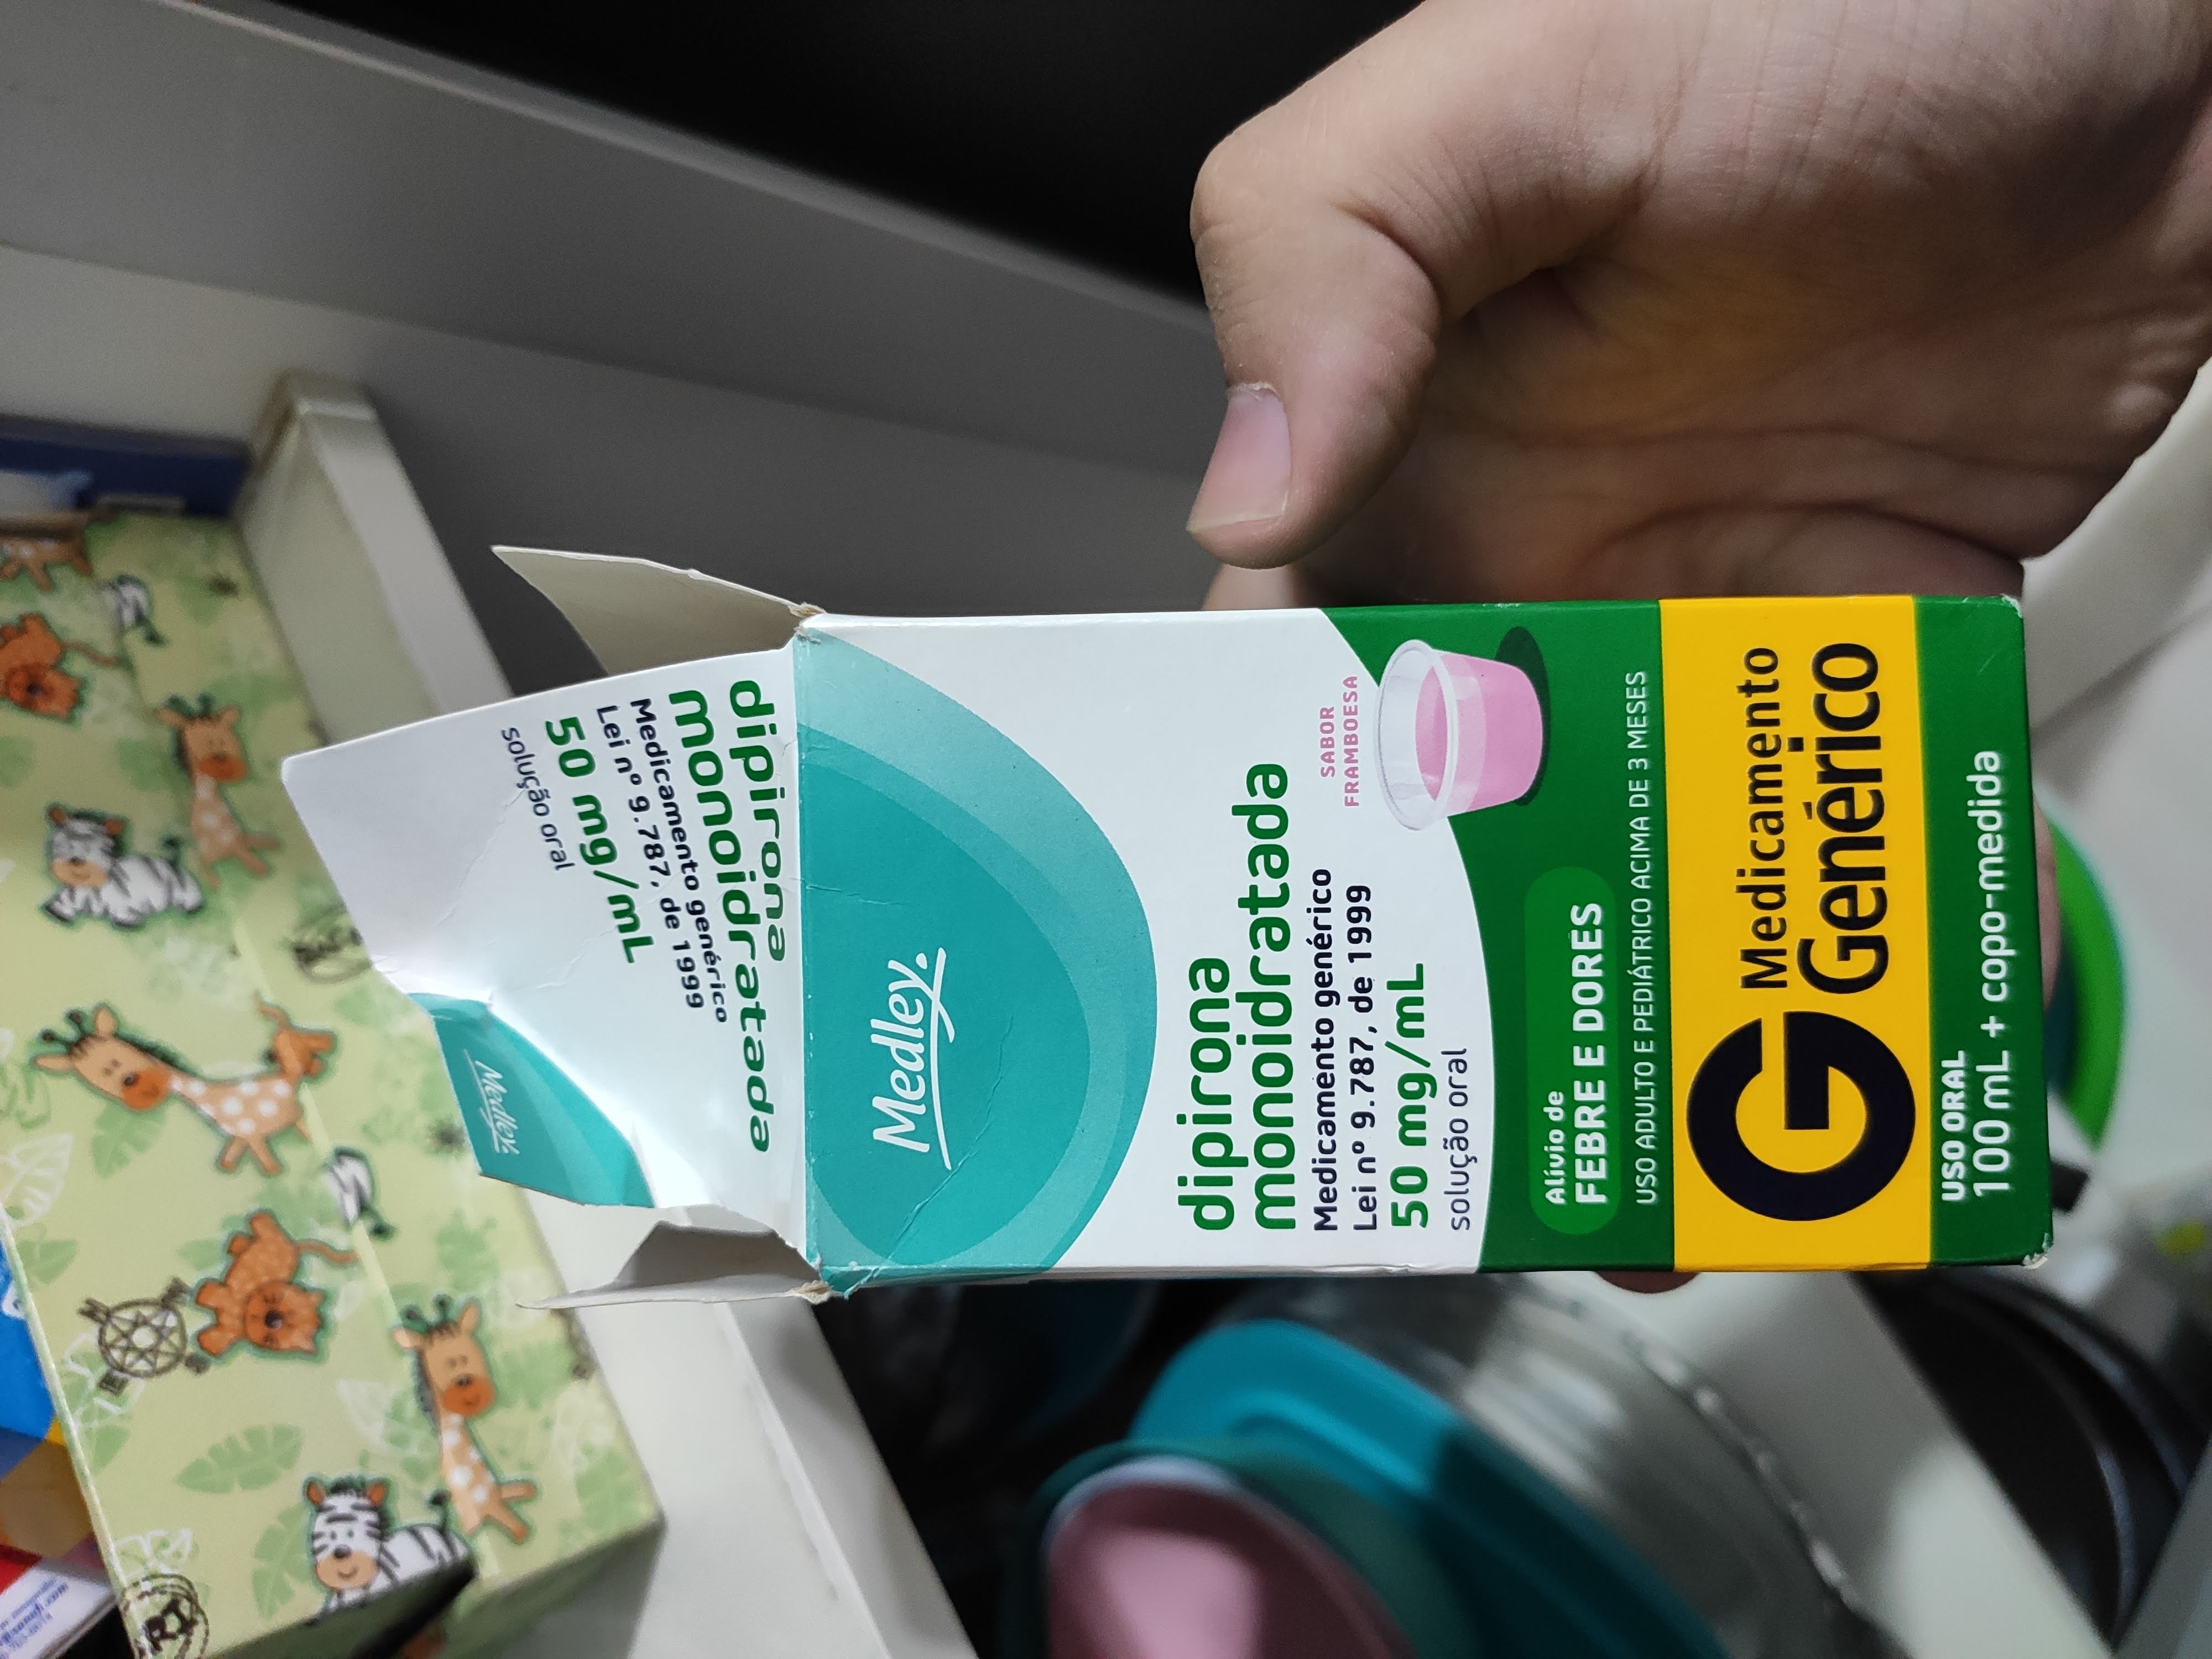 Medley.
solução oral
50 mg/mL
Lei nº 9.787, de 1999
Medicamento genérico
monoidratada
dipirona
Medley.
dipirona
monoidratada
Medicamento genérico
Lei nº 9.787, de 1999
50 mg/mL
solução oral
SABOR
FRAMBOESA
Alívio de
FEBRE E DORES
USO ADULTO E PEDIÁTRICO ACIMA DE 3 MESES
G Medicamento
Genérico
USO ORAL
100 mL + copo-medida